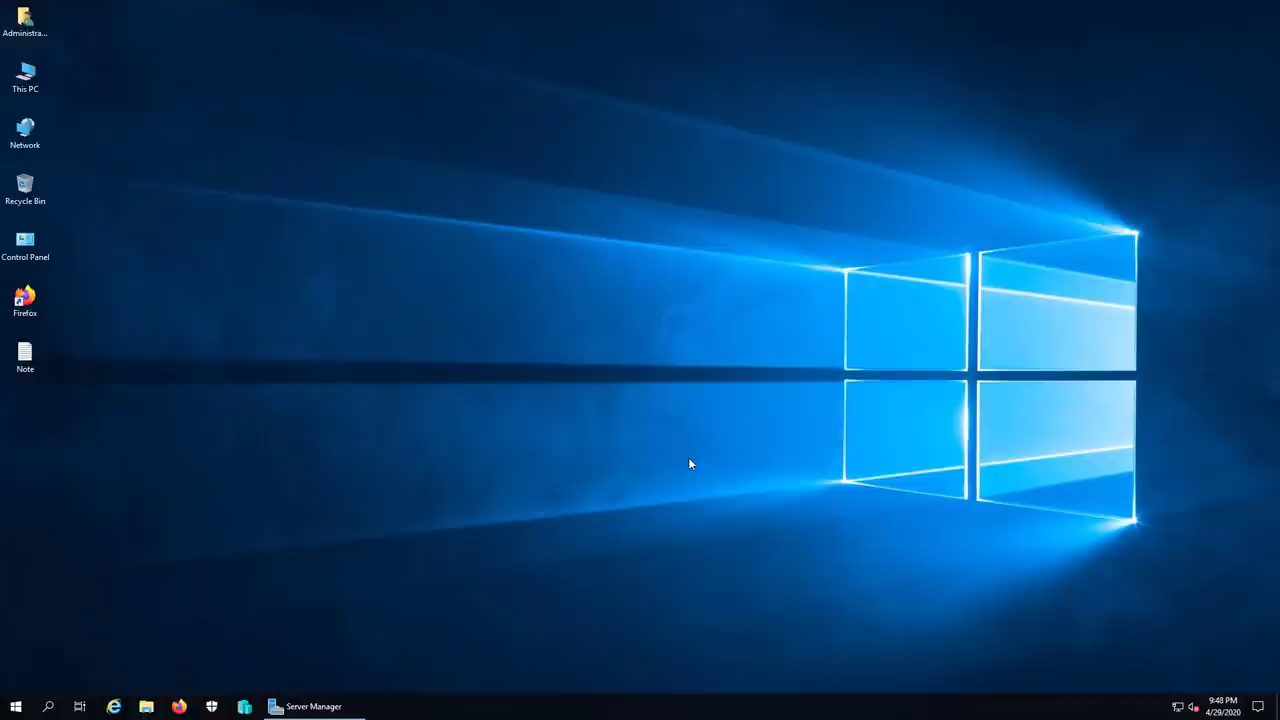 Administra...
This PC
Network
Recycle Bin
Control Panel
Firefox
Note
Server Manager
9:48 PM
4/29/2020